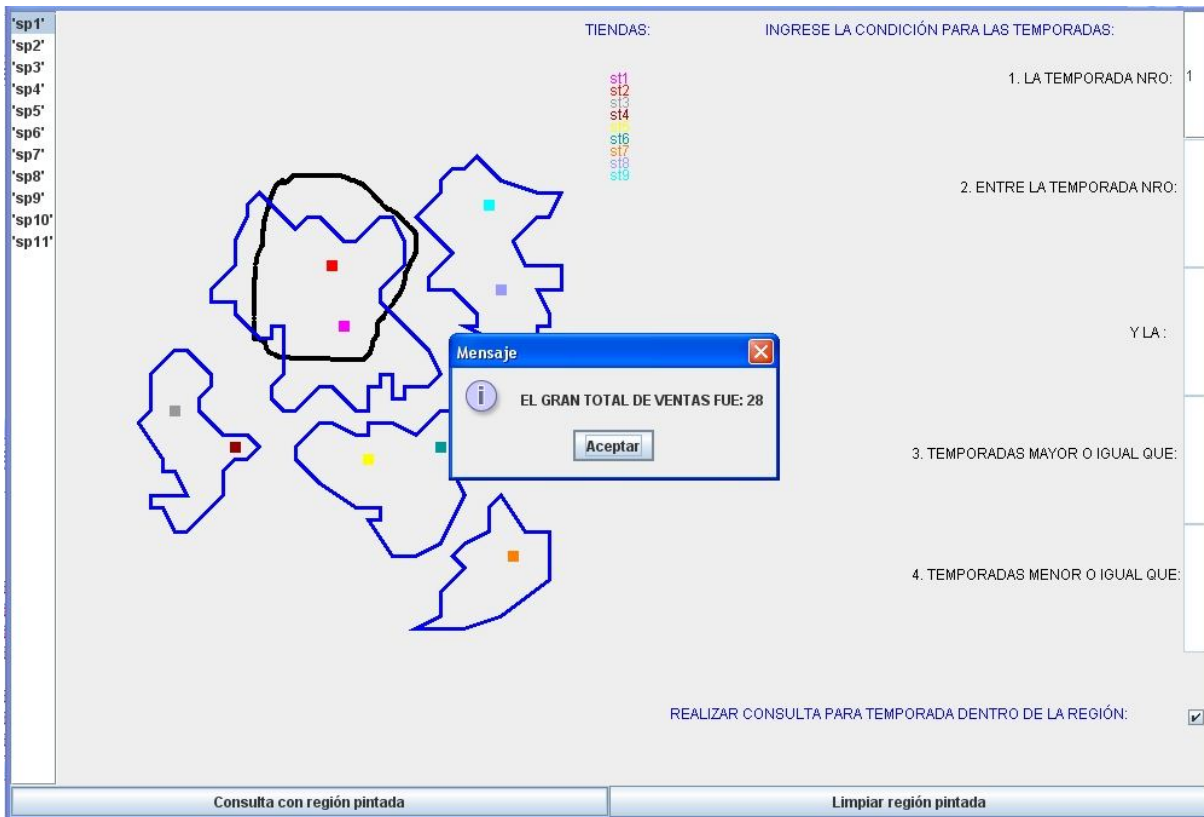 'sp1'
'sp2'
'sp3'
'sp4'
'sp5'
'sp6'
'sp7'
'sp8'
'sp9'
'sp10'
'sp11'
TIENDAS:
st1
st2
st3
st4
st5
st6
st7
st8
st9
INGRESE LA CONDICIÓN PARA LAS TEMPORADAS:
1. LA TEMPORADA NRO:
1
2. ENTRE LA TEMPORADA NRO:
Y LA :
3. TEMPORADAS MAYOR O IGUAL QUE:
4. TEMPORADAS MENOR O IGUAL QUE:
REALIZAR CONSULTA PARA TEMPORADA DENTRO DE LA REGIÓN:
Mensaje
EL GRAN TOTAL DE VENTAS FUE: 28
Aceptar
Consulta con región pintada
Limpiar región pintada